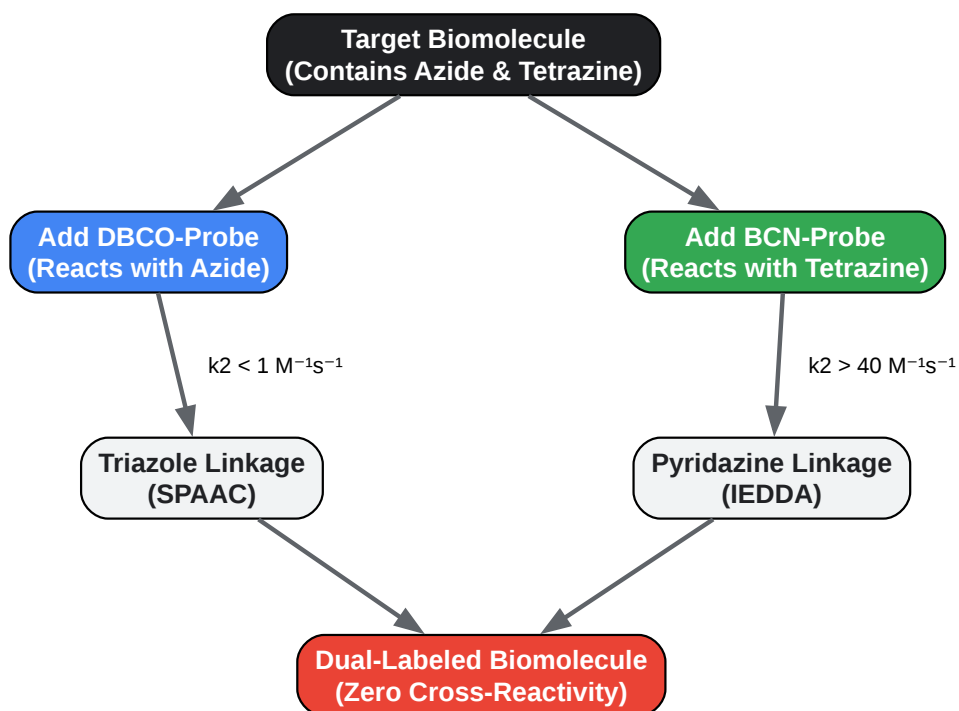 Target Biomolecule
(Contains Azide & Tetrazine)
Add DBCO-Probe
(Reacts with Azide)
Add BCN-Probe
(Reacts with Tetrazine)
k2 < 1 M⁻¹s⁻¹
k2 > 40 M⁻¹s⁻¹
Triazole Linkage
(SPAAC)
Pyridazine Linkage
(IEDDA)
Dual-Labeled Biomolecule
(Zero Cross-Reactivity)